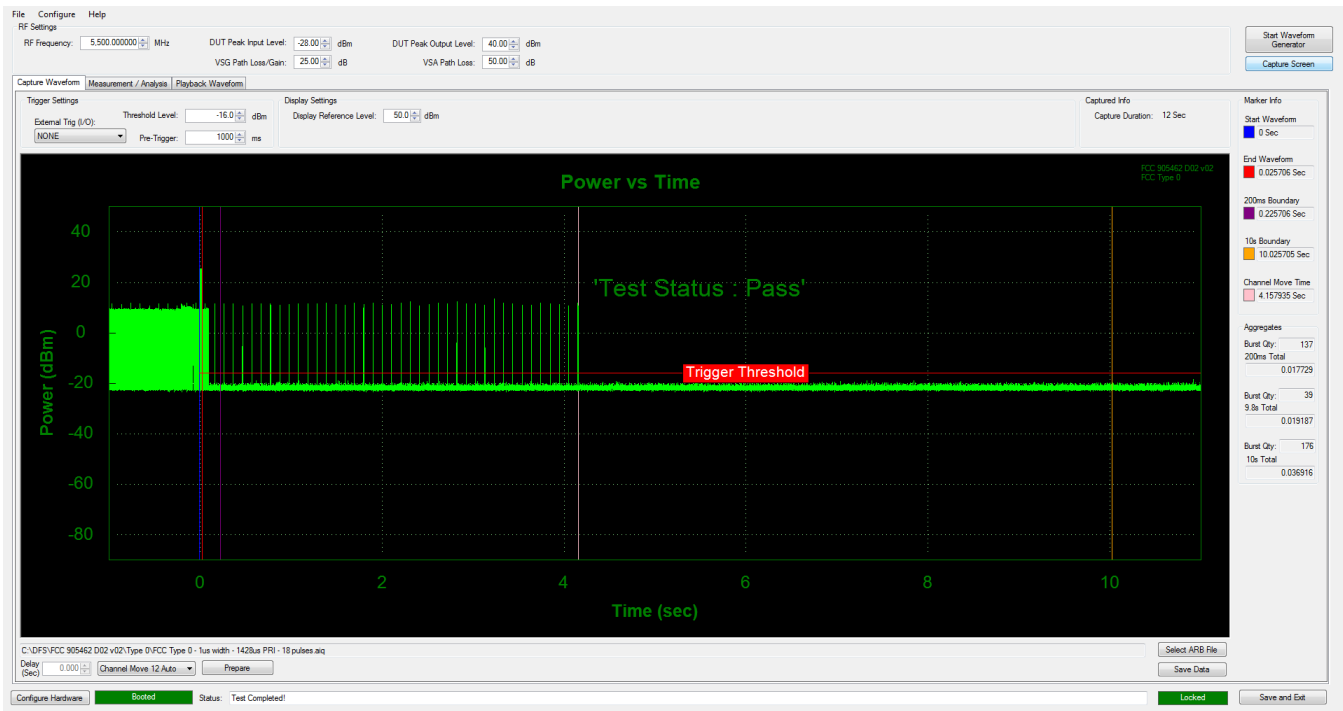 File Configure Help
RF Settings
RF Frequency: 5,500.000000 MHz DUT Peak Input Level: -28.00 dBm DUT Peak Output Level: 40.00 dBm
VSG Path Loss/Gain: 25.00 dB VSA Path Loss: 50.00 dB
Start Waveform Generator
Capture Screen
Capture Waveform Measurement / Analysis Playback Waveform
Trigger Settings
External Trig (I/O):
NONE
Threshold Level: -16.0 dBm
Pre-Trigger: 1000 ms
Display Settings
Display Reference Level: 50.0 dBm
Captured Info
Capture Duration: 12 Sec
Power vs Time
FCC 905462 D02 v02
FCC Type 0
'Test Status : Pass'
Trigger Threshold
Power (dBm)
40
20
0
-20
-40
-60
-80
0 2 4 6 8 10
Time (sec)
Marker Info
Start Waveform
0 Sec
End Waveform
0.025706 Sec
200ms Boundary
0.225706 Sec
10s Boundary
10.025705 Sec
Channel Move Time
4.157935 Sec
Aggregates
Burst Qty: 137
200ms Total
0.017729
Burst Qty: 39
9.8s Total
0.019187
Burst Qty: 176
10s Total
0.036916
C:\DFS\FCC 905462 D02 v02\Type 0\FCC Type 0 - 1us width - 1428us PRI - 18 pulses.aiq
Select ARB File
Delay (Sec) 0.000 Channel Move 12 Auto Prepare
Save Data
Configure Hardware Booted Status: Test Completed! Locked Save and Exit